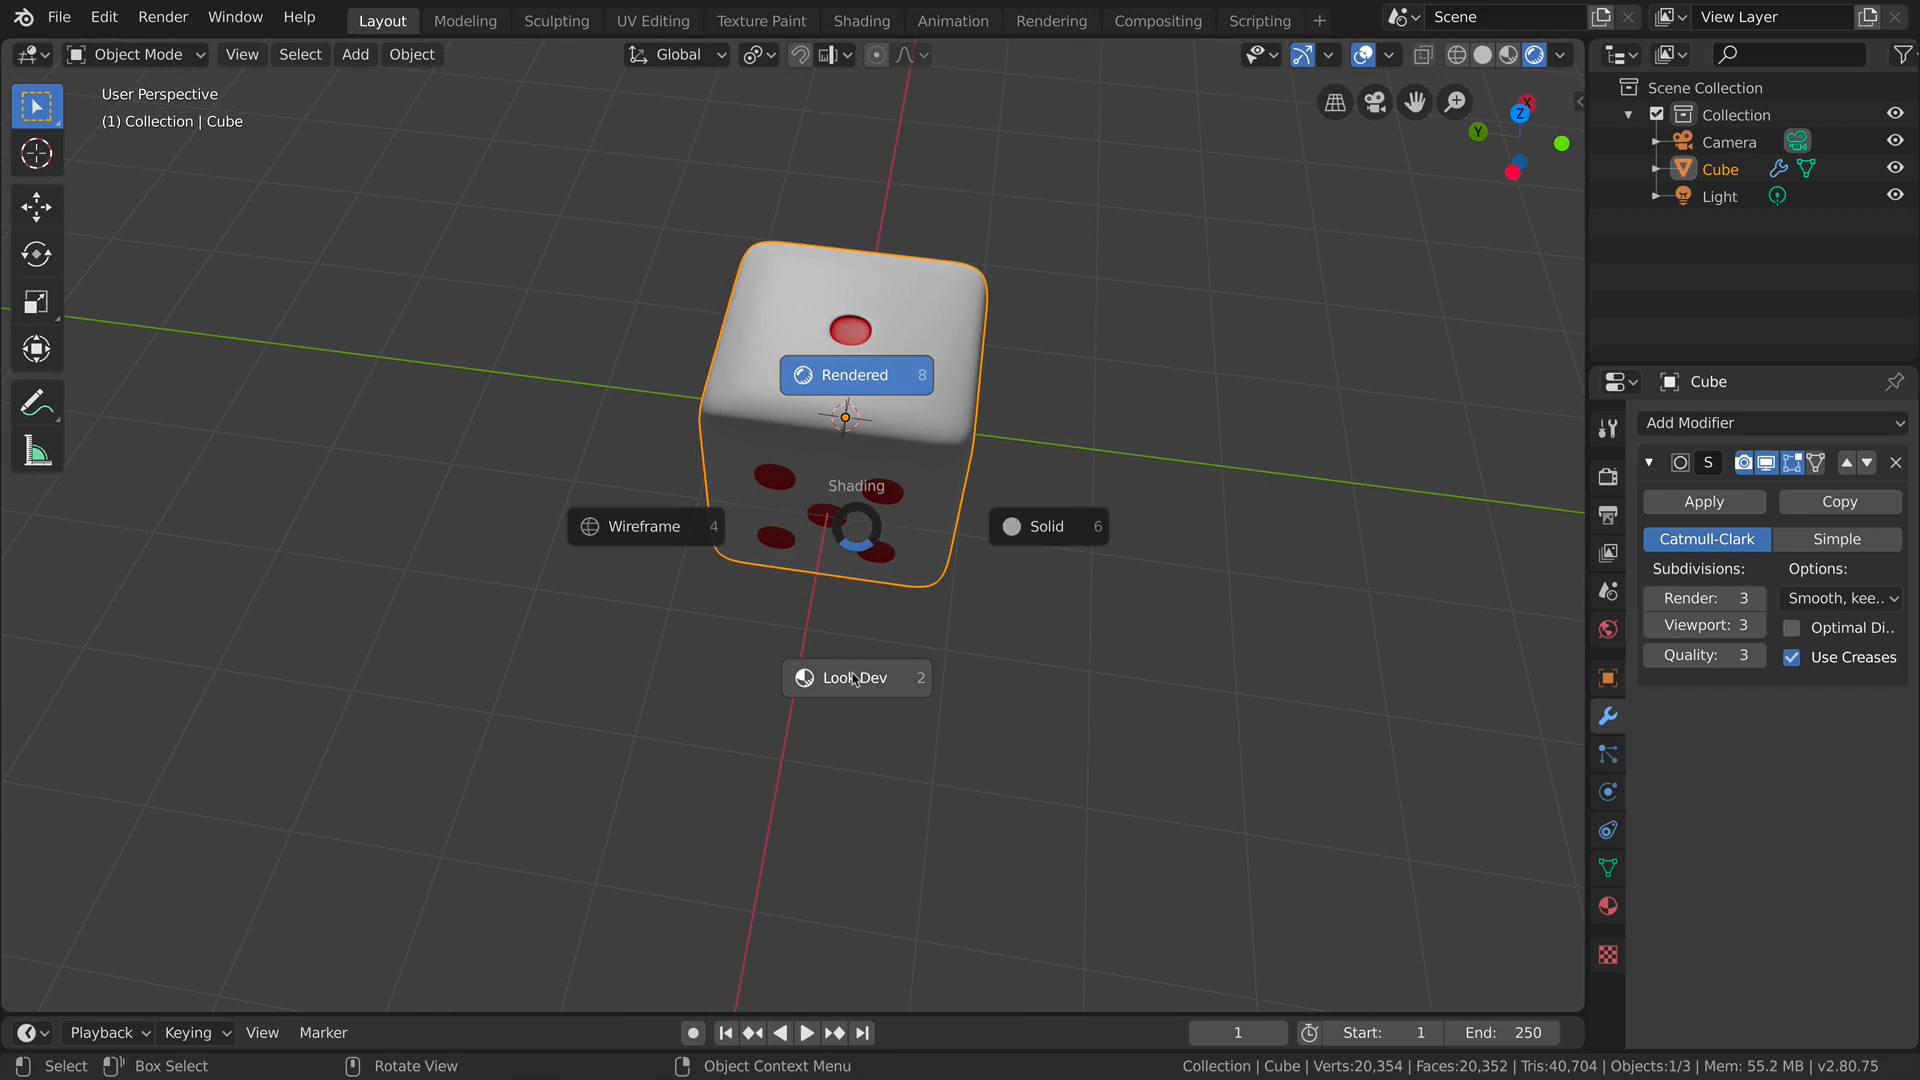 File Edit Render Window Help Layout Modeling Sculpting UV Editing Texture Paint Shading Animation Rendering Compositing Scripting + Scene View Layer
Object Mode View Select Add Object Global
User Perspective
(1) Collection | Cube
X
Y
Z
Scene Collection
Collection
Camera
Cube
Light
Rendered 8
Shading
Wireframe 4
Solid 6
Look Dev 2
Cube
Add Modifier
S
Apply Copy
Catmull-Clark Simple
Subdivisions: Options:
Render: 3 Smooth, kee..
Viewport: 3 Optimal Di..
Quality: 3 Use Creases
Playback Keying View Marker 1 Start: 1 End: 250
Select Box Select Rotate View Object Context Menu Collection | Cube | Verts:20,354 | Faces:20,352 | Tris:40,704 | Objects:1/3 | Mem: 55.2 MB | v2.80.75